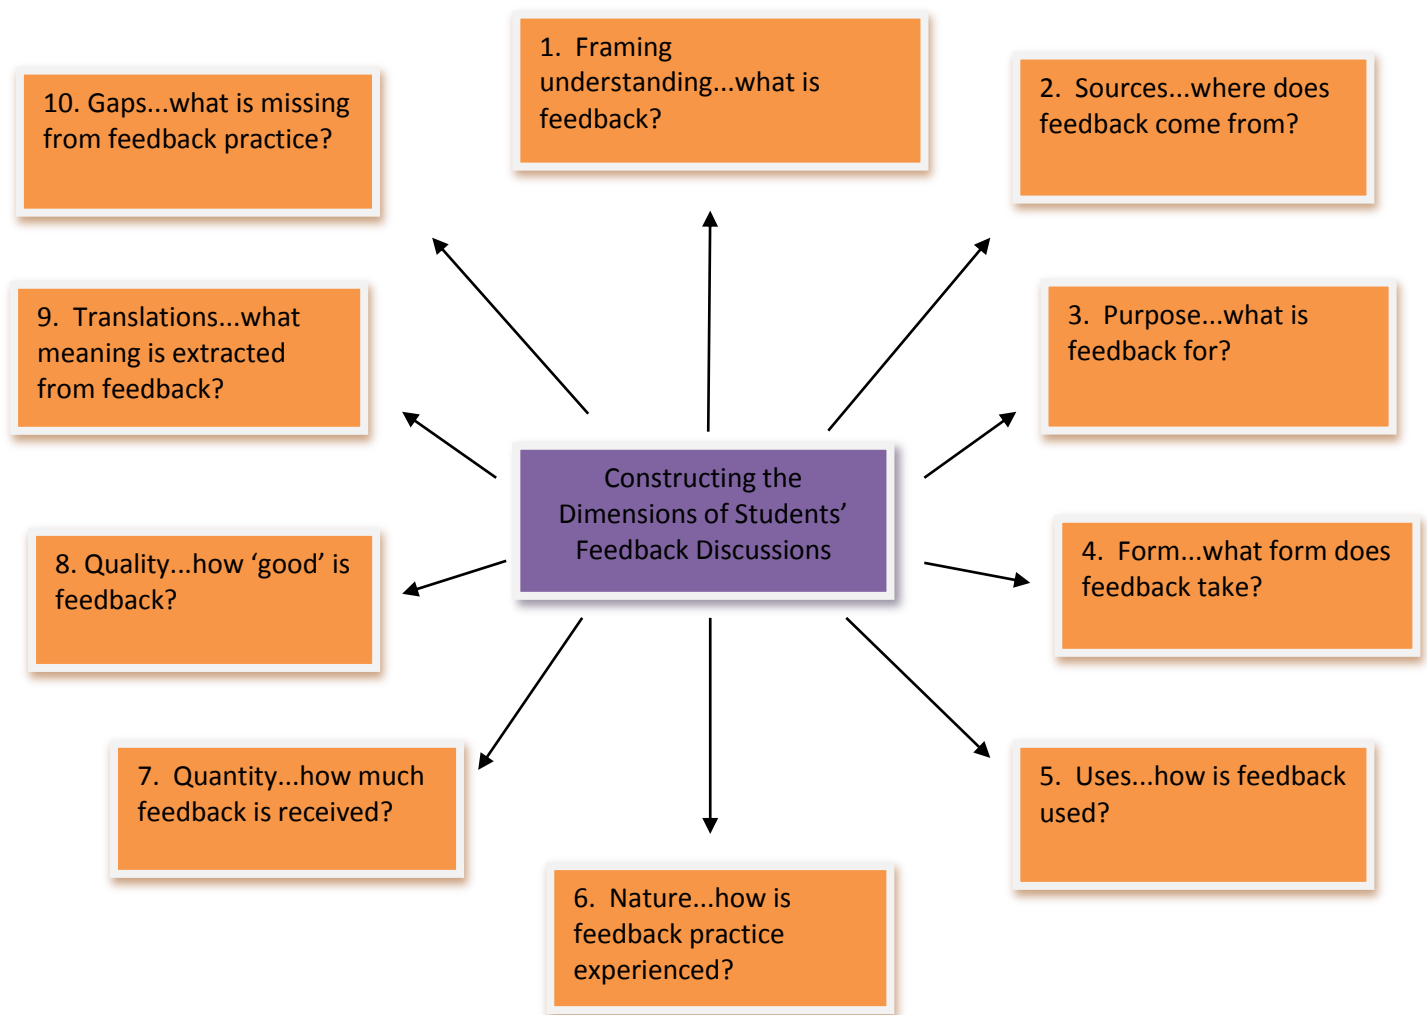 1.  Framing
understanding...what is
feedback?
2.  Sources...where does
feedback come from?
3.  Purpose...what is
feedback for?
4.  Form...what form does
feedback take?
5.  Uses...how is feedback
used?
6.  Nature...how is
feedback practice
experienced?
7.  Quantity...how much
feedback is received?
8. Quality...how ‘good’ is
feedback?
9.  Translations...what
meaning is extracted
from feedback?
10. Gaps...what is missing
from feedback practice?
Constructing the
Dimensions of Students’
Feedback Discussions